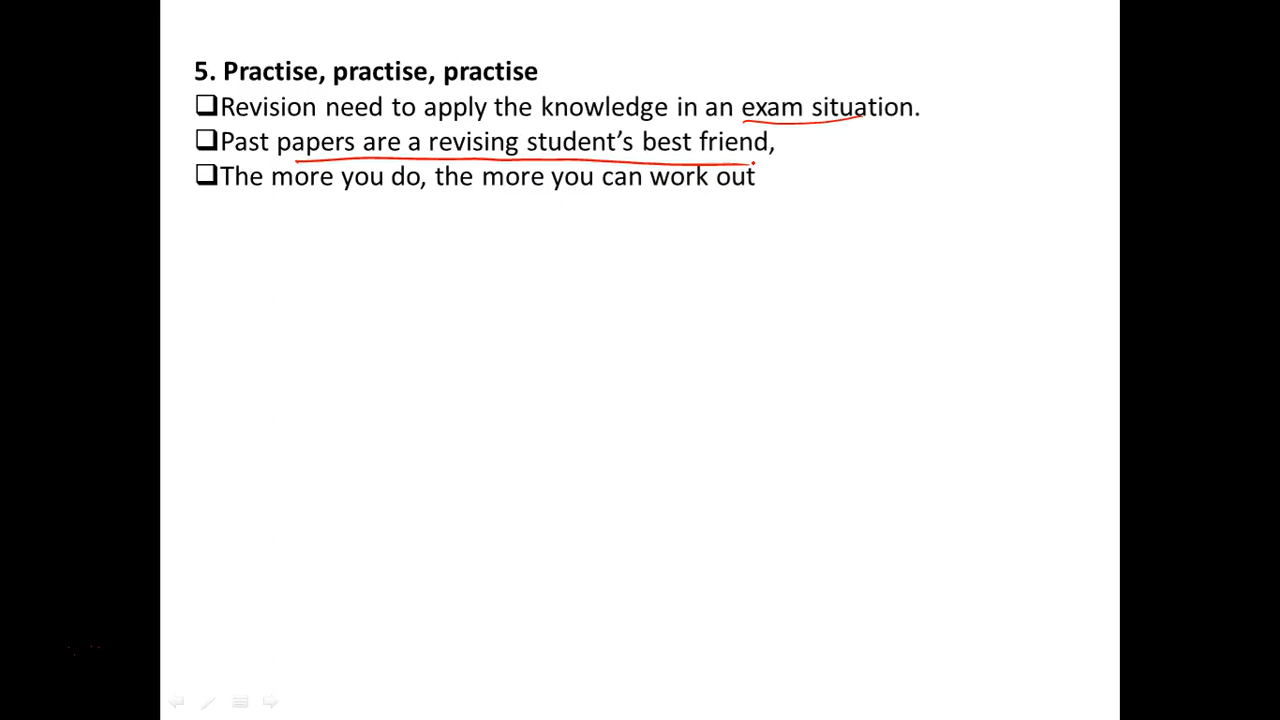 5. Practise, practise, practise
❑Revision need to apply the knowledge in an exam situation.
❑Past papers are a revising student’s best friend,
❑The more you do, the more you can work out